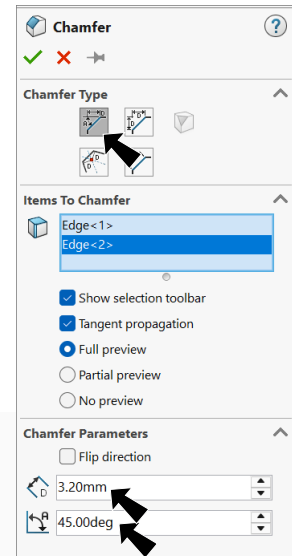 Chamfer
Chamfer Type
Items To Chamfer
Edge<1>
Edge<2>
Show selection toolbar
Tangent propagation
Full preview
Partial preview
No preview
Chamfer Parameters
Flip direction
3.20mm
45.00deg